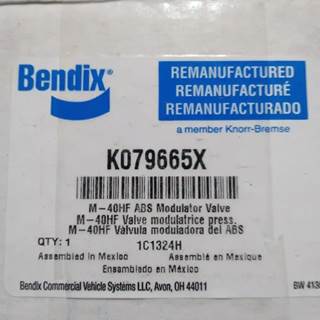 Bendix
REMANUFACTURED
REMANUFACTURÉ
REMANUFACTURADO
a member Knorr-Bremse
K079665X
M-40HF ABS Modulator Valve
M-40HF Valve modulatrice press.
M-40HF Válvula moduladora del ABS
QTY: 1 1C1324H
Assembled in Mexico Assemblé en Mexique
Ensamblado en México
Bendix Commercial Vehicle Systems LLC, Avon, OH 44011